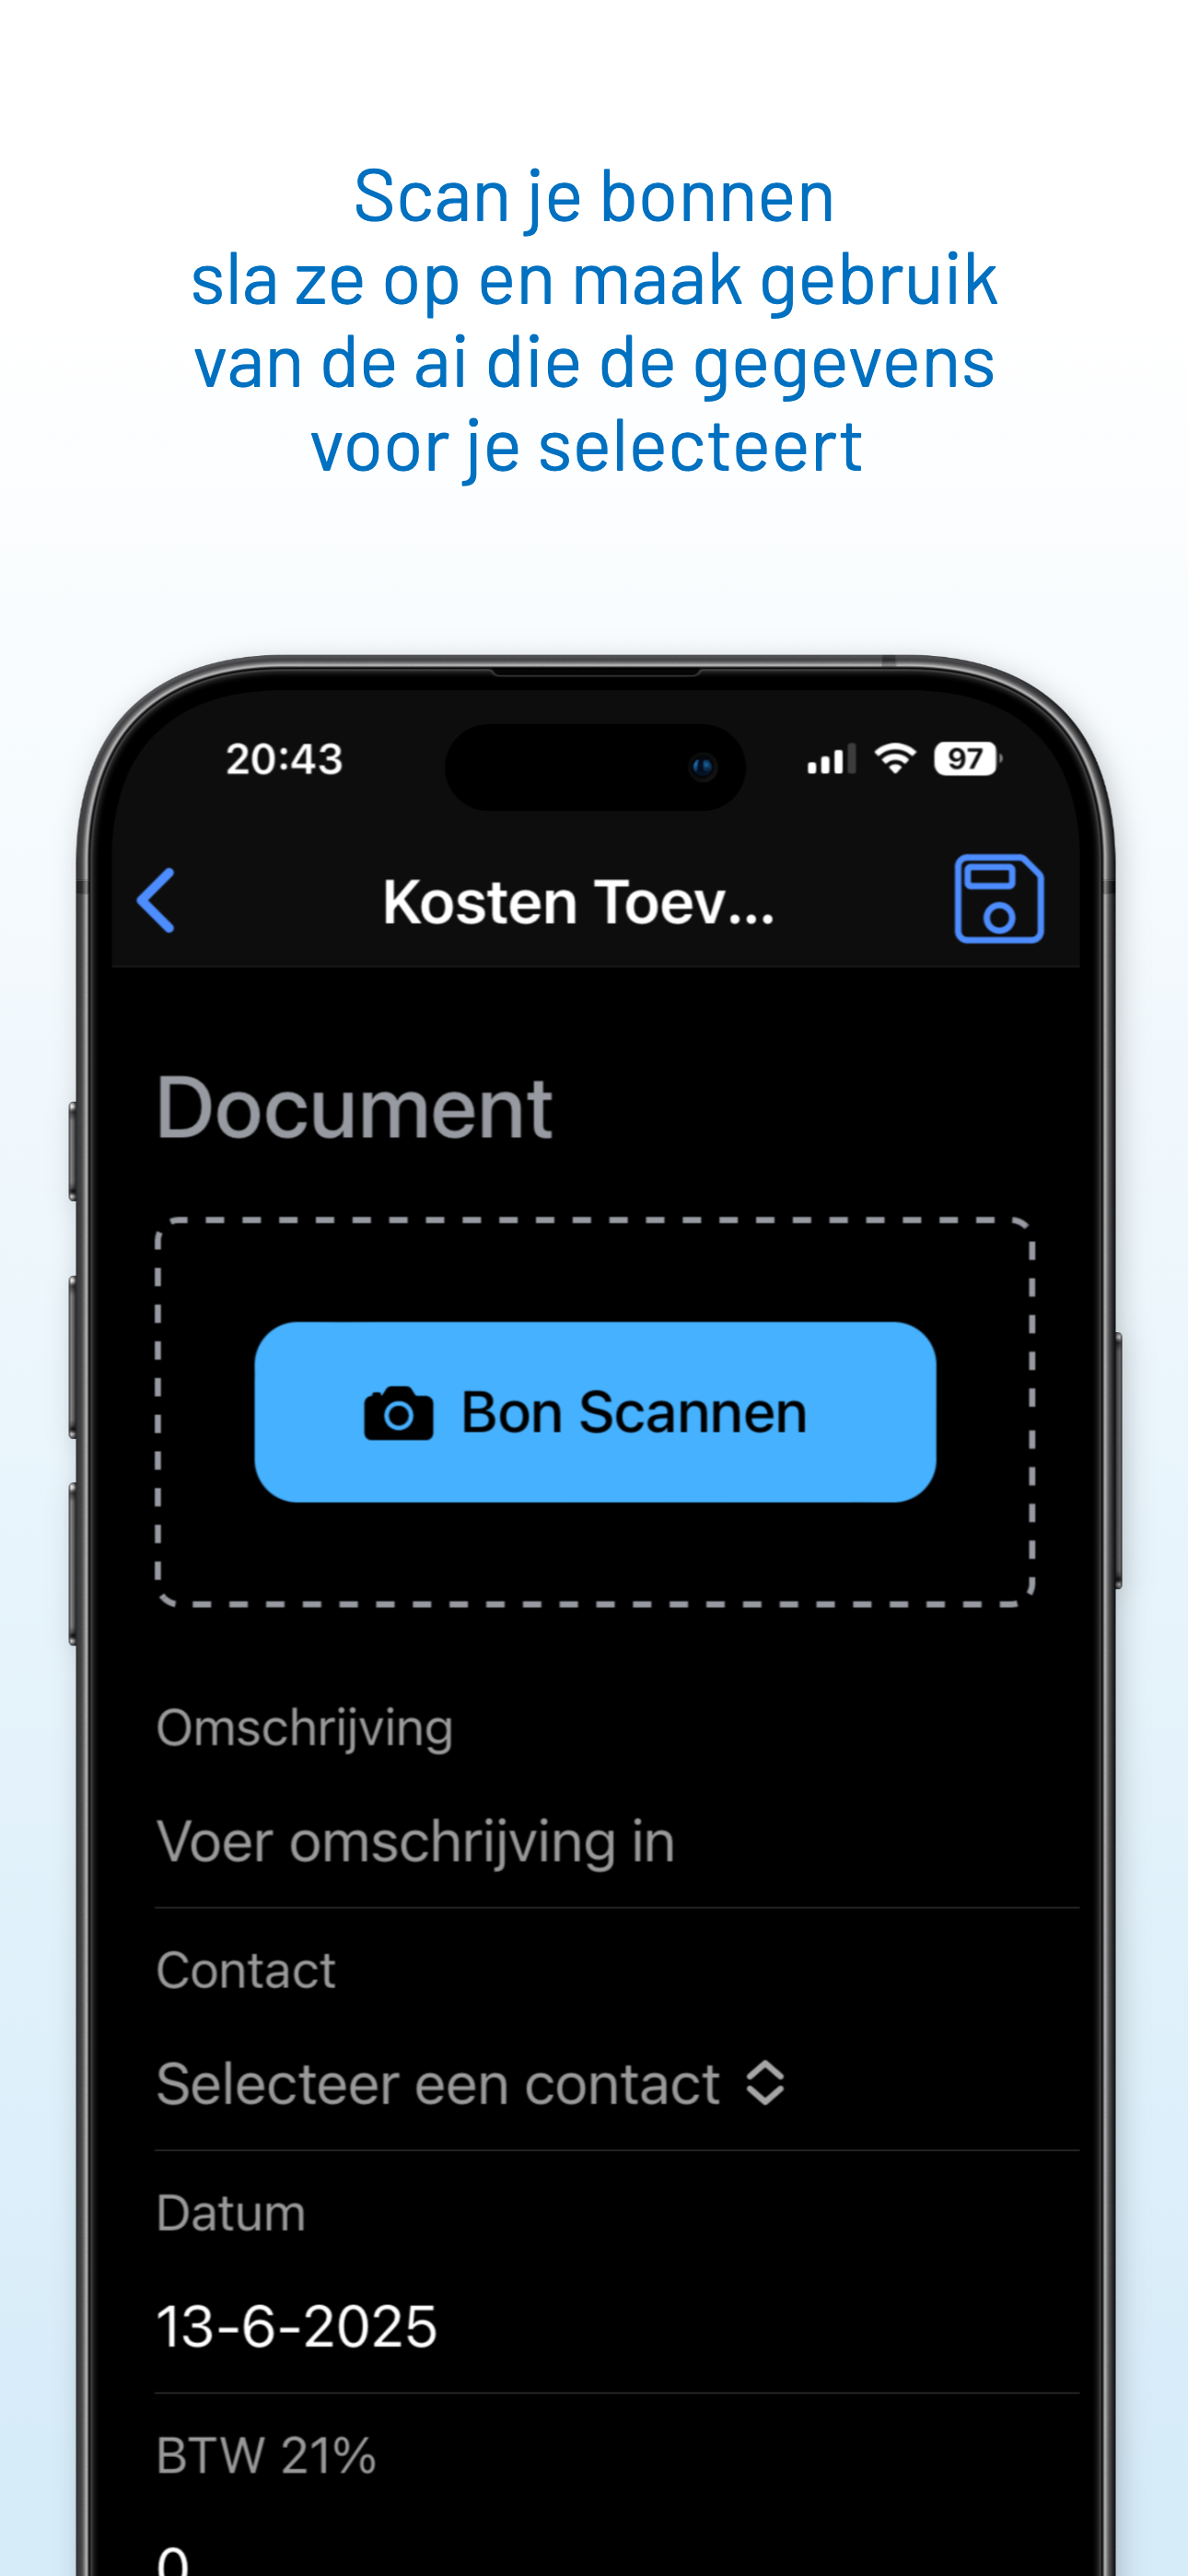 Scan je bonnen
sla ze op en maak gebruik
van de ai die de gegevens
voor je selecteert
20:43
97
Kosten Toev...
Document
Bon Scannen
Omschrijving
Voer omschrijving in
Contact
Selecteer een contact
Datum
13-6-2025
BTW 21%
0